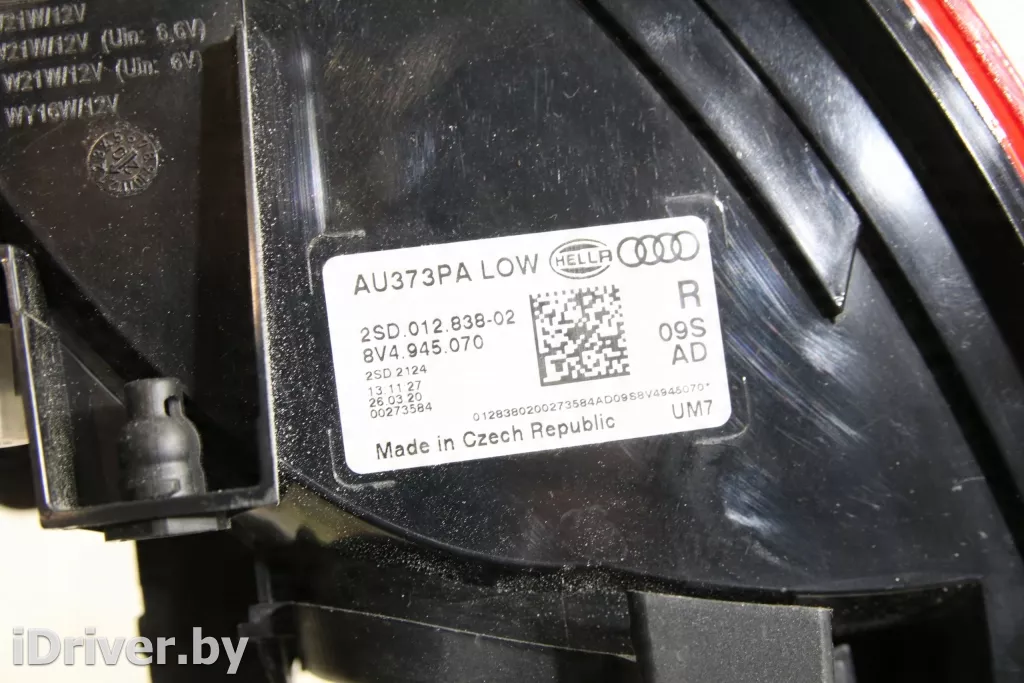 W21W/12V
W21W/12V (Uin: 6,6V)
W21W/12V (Uin: 6V)
WY16W/12V
AU373PA LOW
HELLA
2SD.012.838-02
8V4.945.070
2SD.2124
13.11 27
26.03.20
00273584
R
09S
AD
0128380200273584AD09S8V4945070*
UM7
Made in Czech Republic
iDriver.by